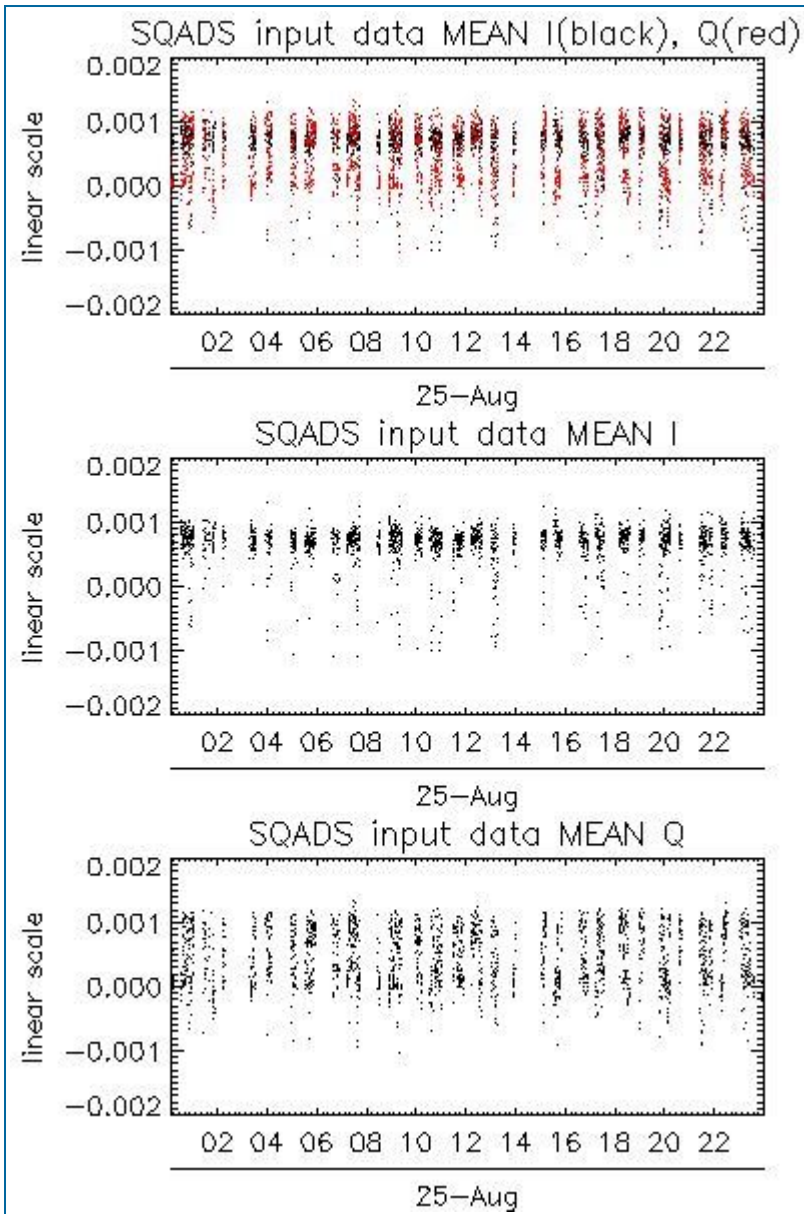 SQADS input data MEAN I(black), Q(red)
0.002
0.001
0.000
−0.001
−0.002
linear scale
02 04 06 08 10 12 14 16 18 20 22
25−Aug
SQADS input data MEAN I
0.002
0.001
0.000
−0.001
−0.002
linear scale
02 04 06 08 10 12 14 16 18 20 22
25−Aug
SQADS input data MEAN Q
0.002
0.001
0.000
−0.001
−0.002
linear scale
02 04 06 08 10 12 14 16 18 20 22
25−Aug